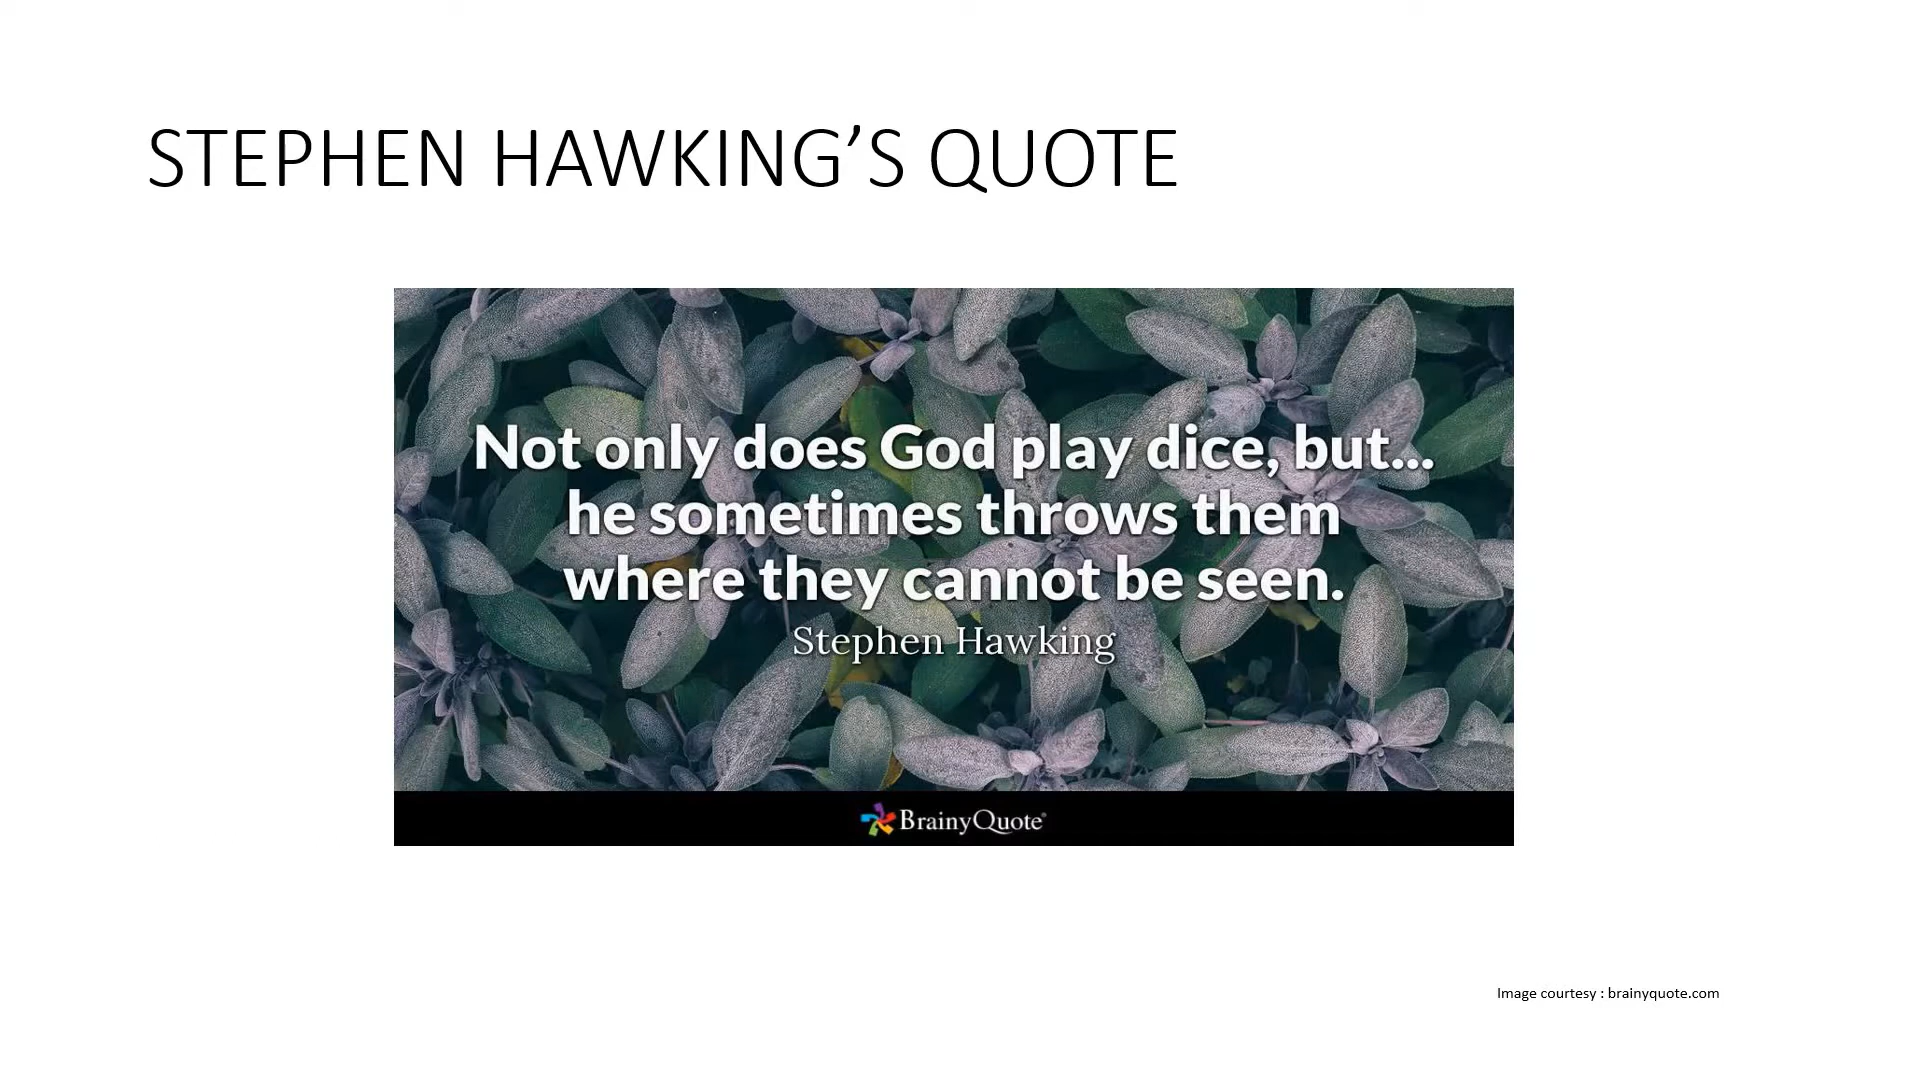 STEPHEN HAWKING’S QUOTE
Not only does God play dice, but...
he sometimes throws them
where they cannot be seen.
Stephen Hawking
BrainyQuote®
Image courtesy : brainyquote.com